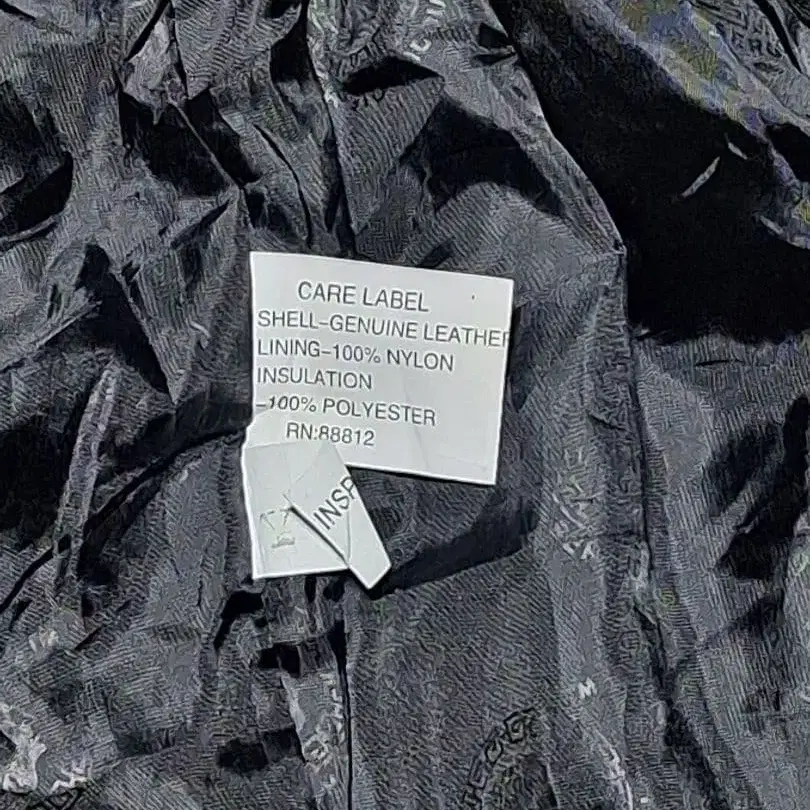 CARE LABEL
SHELL-GENUINE LEATHER
LINING-100% NYLON
INSULATION
-100% POLYESTER
RN:88812
INSP